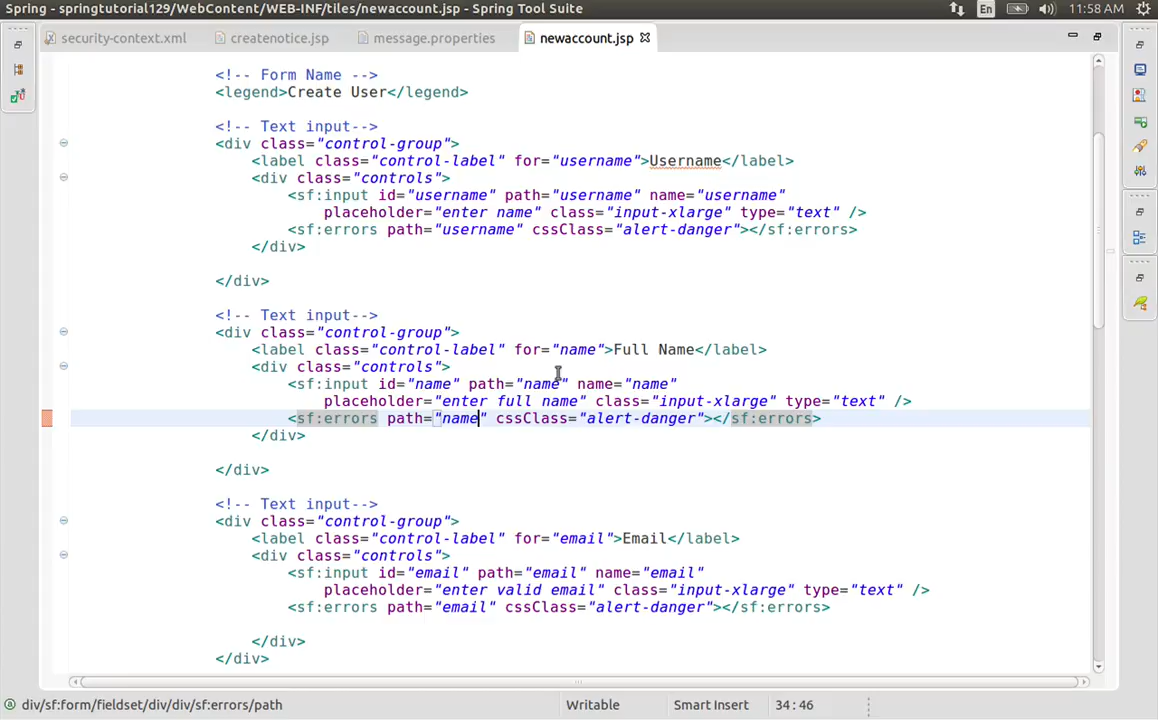 Spring - springtutorial129/WebContent/WEB-INF/tiles/newaccount.jsp - Spring Tool Suite
En
11:58 AM
security-context.xml
createnotice.jsp
message.properties
newaccount.jsp
<!-- Form Name -->
<legend>Create User</legend>
<!-- Text input-->
<div class="control-group">
<label class="control-label" for="username">Username</label>
<div class="controls">
<sf:input id="username" path="username" name="username"
placeholder="enter name" class="input-xlarge" type="text" />
<sf:errors path="username" cssClass="alert-danger"></sf:errors>
</div>
</div>
<!-- Text input-->
<div class="control-group">
<label class="control-label" for="name">Full Name</label>
<div class="controls">
<sf:input id="name" path="name" name="name"
placeholder="enter full name" class="input-xlarge" type="text" />
<sf:errors path="name" cssClass="alert-danger"></sf:errors>
</div>
</div>
<!-- Text input-->
<div class="control-group">
<label class="control-label" for="email">Email</label>
<div class="controls">
<sf:input id="email" path="email" name="email"
placeholder="enter valid email" class="input-xlarge" type="text" />
<sf:errors path="email" cssClass="alert-danger"></sf:errors>
</div>
</div>
div/sf:form/fieldset/div/div/sf:errors/path
Writable
Smart Insert
34 : 46